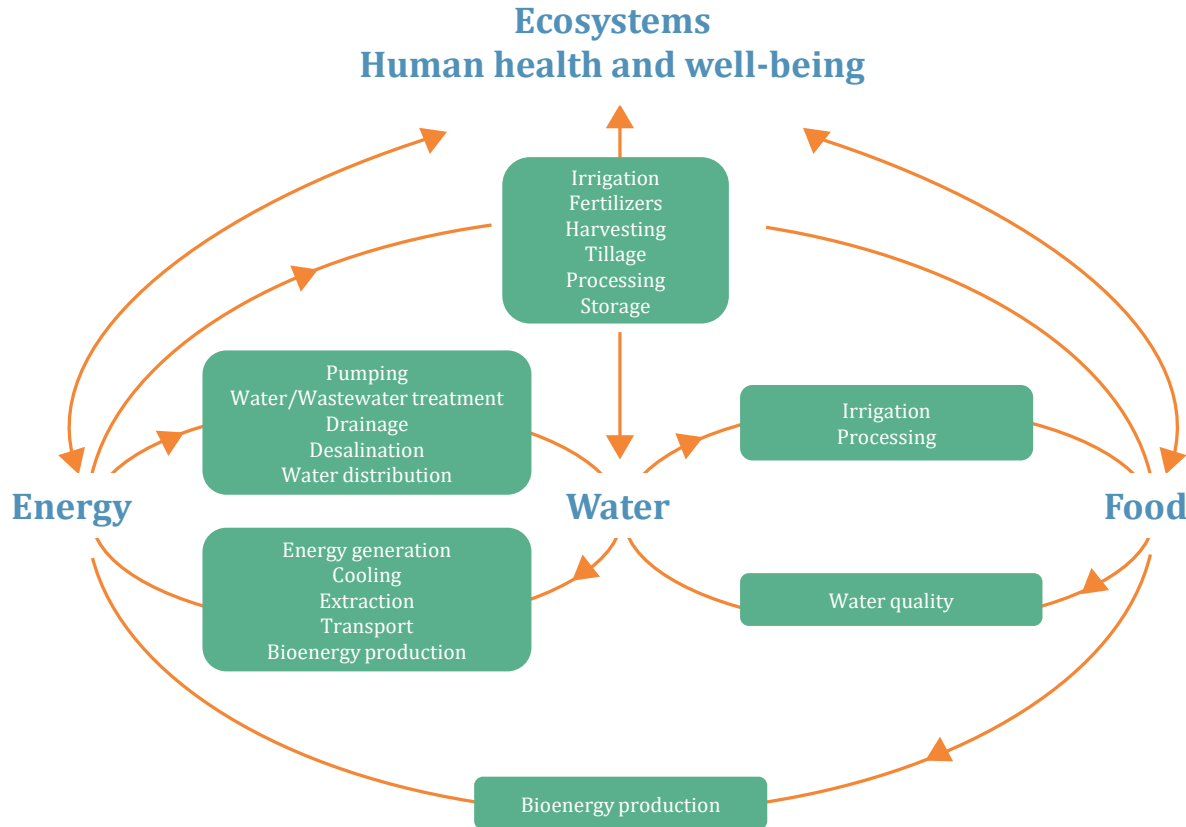 Ecosystems
Human health and well-being
Irrigation
Fertilizers
Harvesting
Tillage
Processing
Storage
Pumping
Water/Wastewater treatment
Drainage
Desalination
Water distribution
Irrigation
Processing
Energy
Water
Food
Energy generation
Cooling
Extraction
Transport
Bioenergy production
Water quality
Bioenergy production